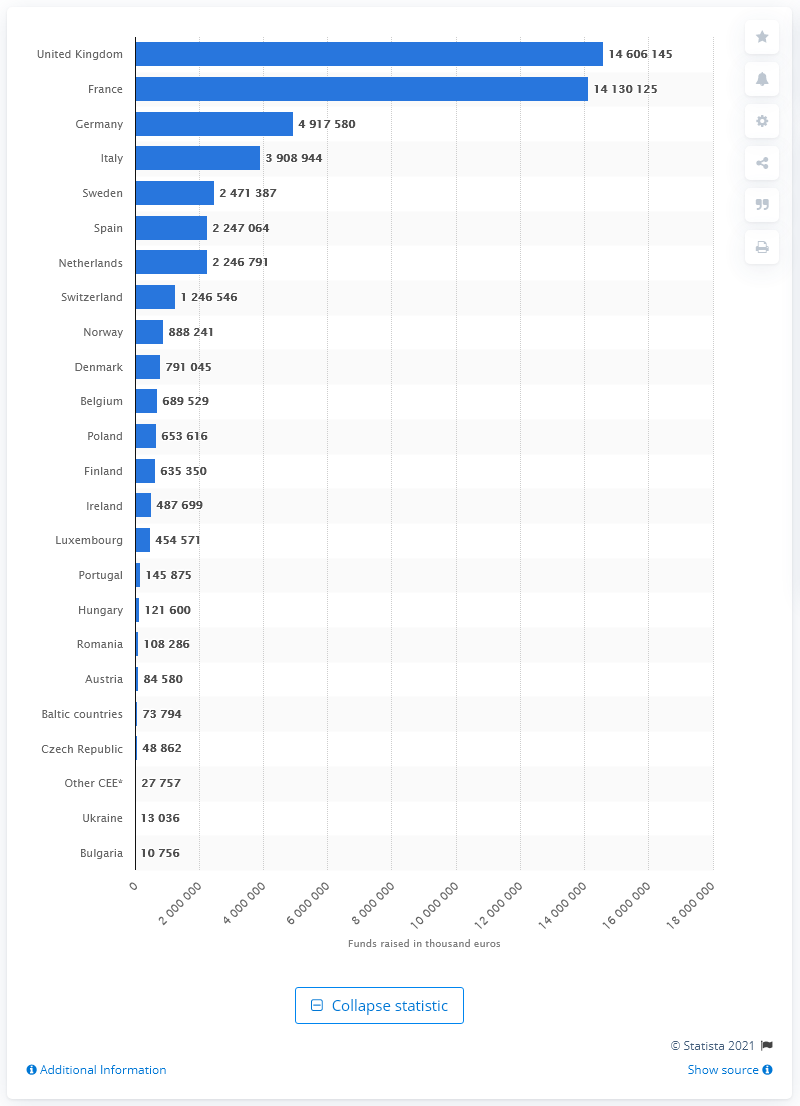 United Kingdom 14 606 145
France 14 130 125
Germany 4 917 580
Italy 3 908 944
Sweden 2 471 387
Spain 2 247 064
Netherlands 2 246 791
Switzerland 1 246 546
Norway 888 241
Denmark 791 045
Belgium 689 529
Poland 653 616
Finland 635 350
Ireland 487 699
Luxembourg 454 571
Portugal 145 875
Hungary 121 600
Romania 108 286
Austria 84 580
Baltic countries 73 794
Czech Republic 48 862
Other CEE* 27 757
Ukraine 13 036
Bulgaria 10 756
0 2 000 000 4 000 000 6 000 000 8 000 000 10 000 000 12 000 000 14 000 000 16 000 000 18 000 000
Funds raised in thousand euros
Collapse statistic
© Statista 2021
Additional Information Show source